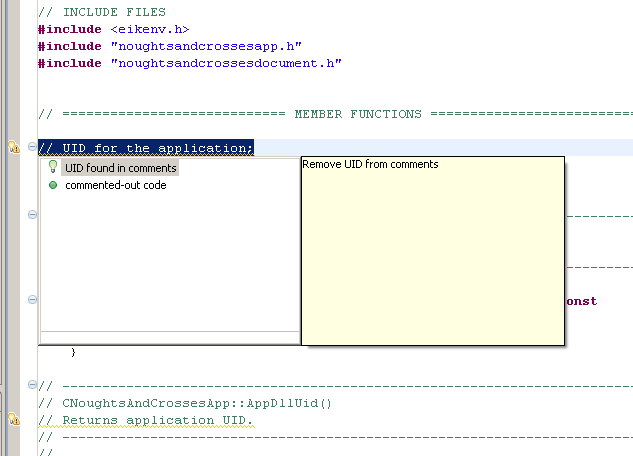 // INCLUDE FILES
#include <eikenv.h>
#include "noughtsandcrossesapp.h"
#include "noughtsandcrossesdocument.h"
// ============================ MEMBER FUNCTIONS ==========================
// UID for the application;
UID found in comments
Remove UID from comments
commented-out code
onst
}
// ------------------------------------------------------------------------
// CNoughtsAndCrossesApp::AppDllUid()
// Returns application UID.
// ------------------------------------------------------------------------
//